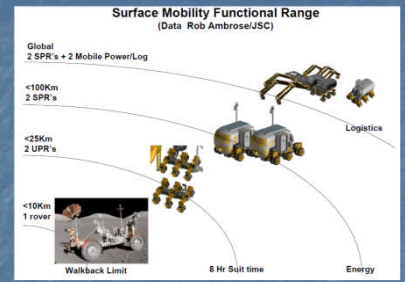 Surface Mobility Functional Range
(Data Rob Ambrose/JSC)
Global
2 SPR's + 2 Mobile Power/Log
<100Km
2 SPR's
Logistics
<25Km
2 UPR's
<10Km
1 rover
Walkback Limit
8 Hr Suit time
Energy